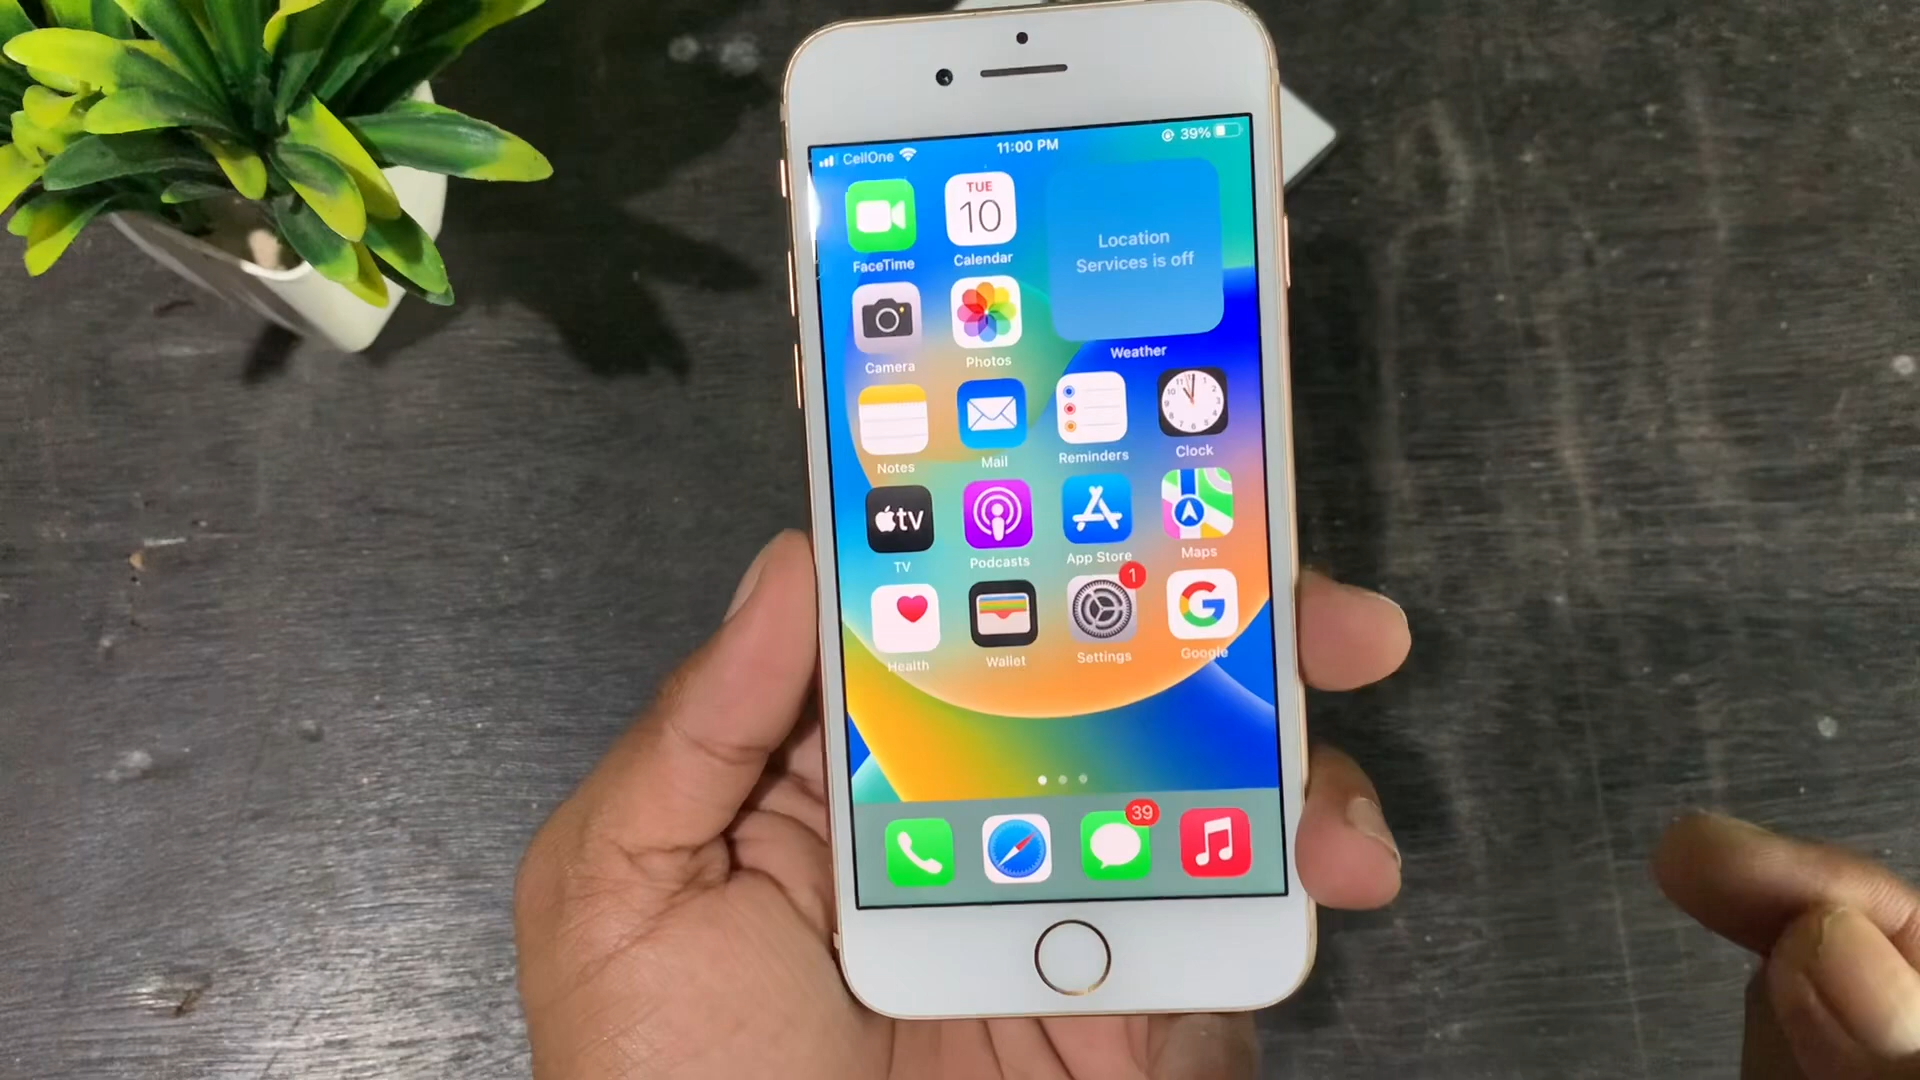 CellOne
11:00 PM
39%
FaceTime
TUE
10
Calendar
Location
Services is off
Camera
Photos
Weather
Notes
Mail
Reminders
Clock
tv
TV
Podcasts
App Store
Maps
1
Health
Wallet
Settings
G
Google
39